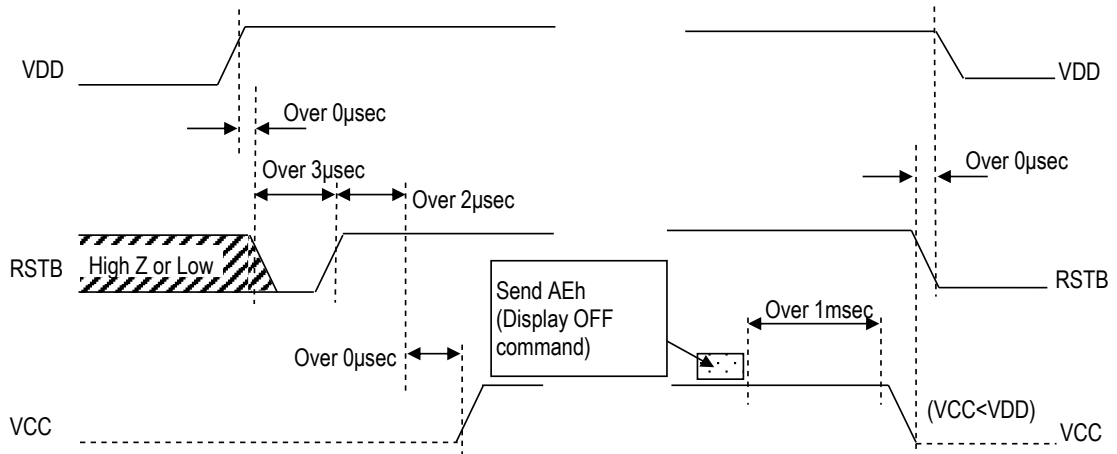 VDD
VDD
Over 0µsec
Over 3µsec
Over 0µsec
Over 2µsec
RSTB
High Z or Low
RSTB
Send AEh
(Display OFF
command)
Over 1msec
Over 0µsec
VCC
(VCC<VDD)
VCC